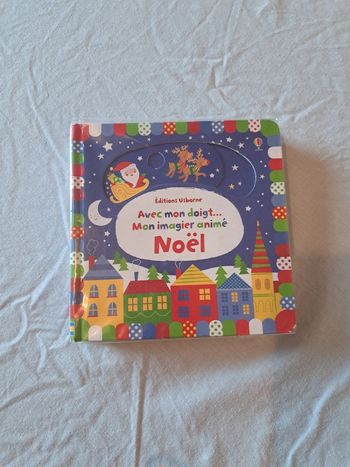 Éditions Usborne
Avec mon doigt...
Mon imagier animé
Noël